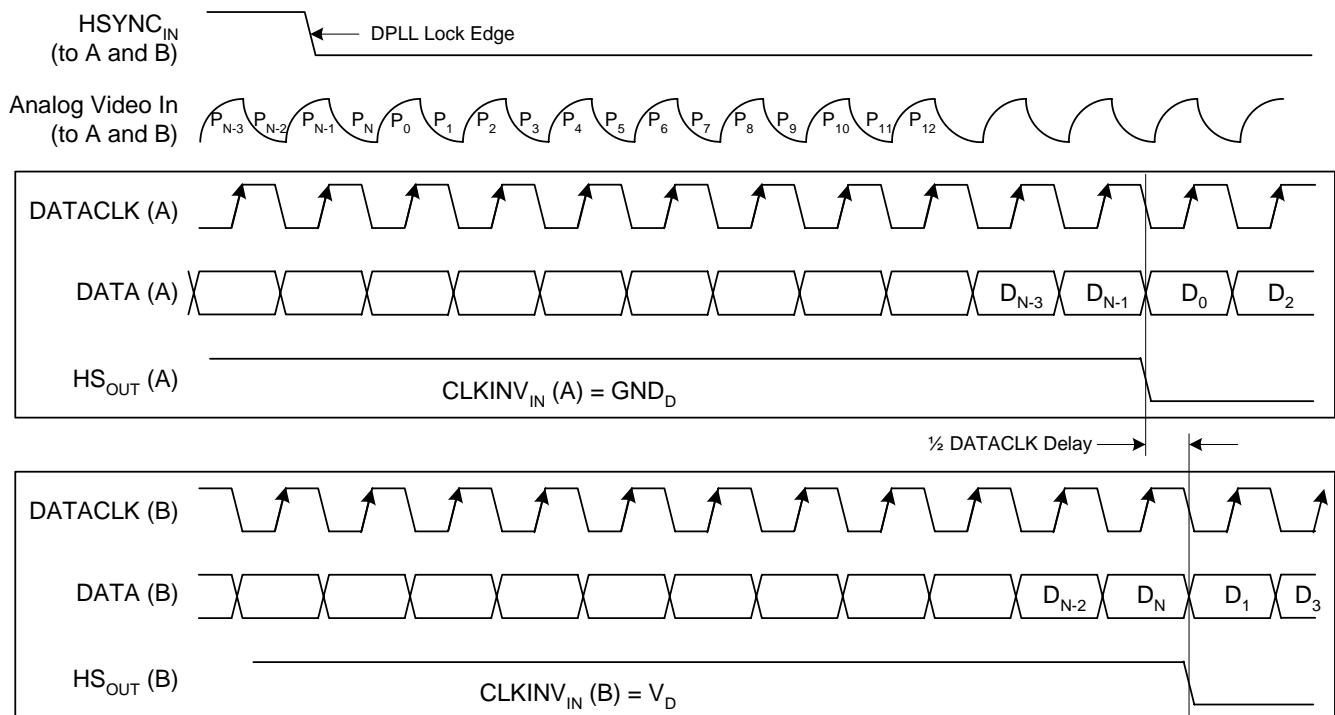 HSYNC_IN
(to A and B)
DPLL Lock Edge
Analog Video In
(to A and B)
P_N-3 P_N-2 P_N-1 P_N P_0 P_1 P_2 P_3 P_4 P_5 P_6 P_7 P_8 P_9 P_10 P_11 P_12
DATACLK (A)
DATA (A)
D_N-3 D_N-1 D_0 D_2
HS_OUT (A)
CLKINV_IN (A) = GND_D
½ DATACLK Delay
DATACLK (B)
DATA (B)
D_N-2 D_N D_1 D_3
HS_OUT (B)
CLKINV_IN (B) = V_D